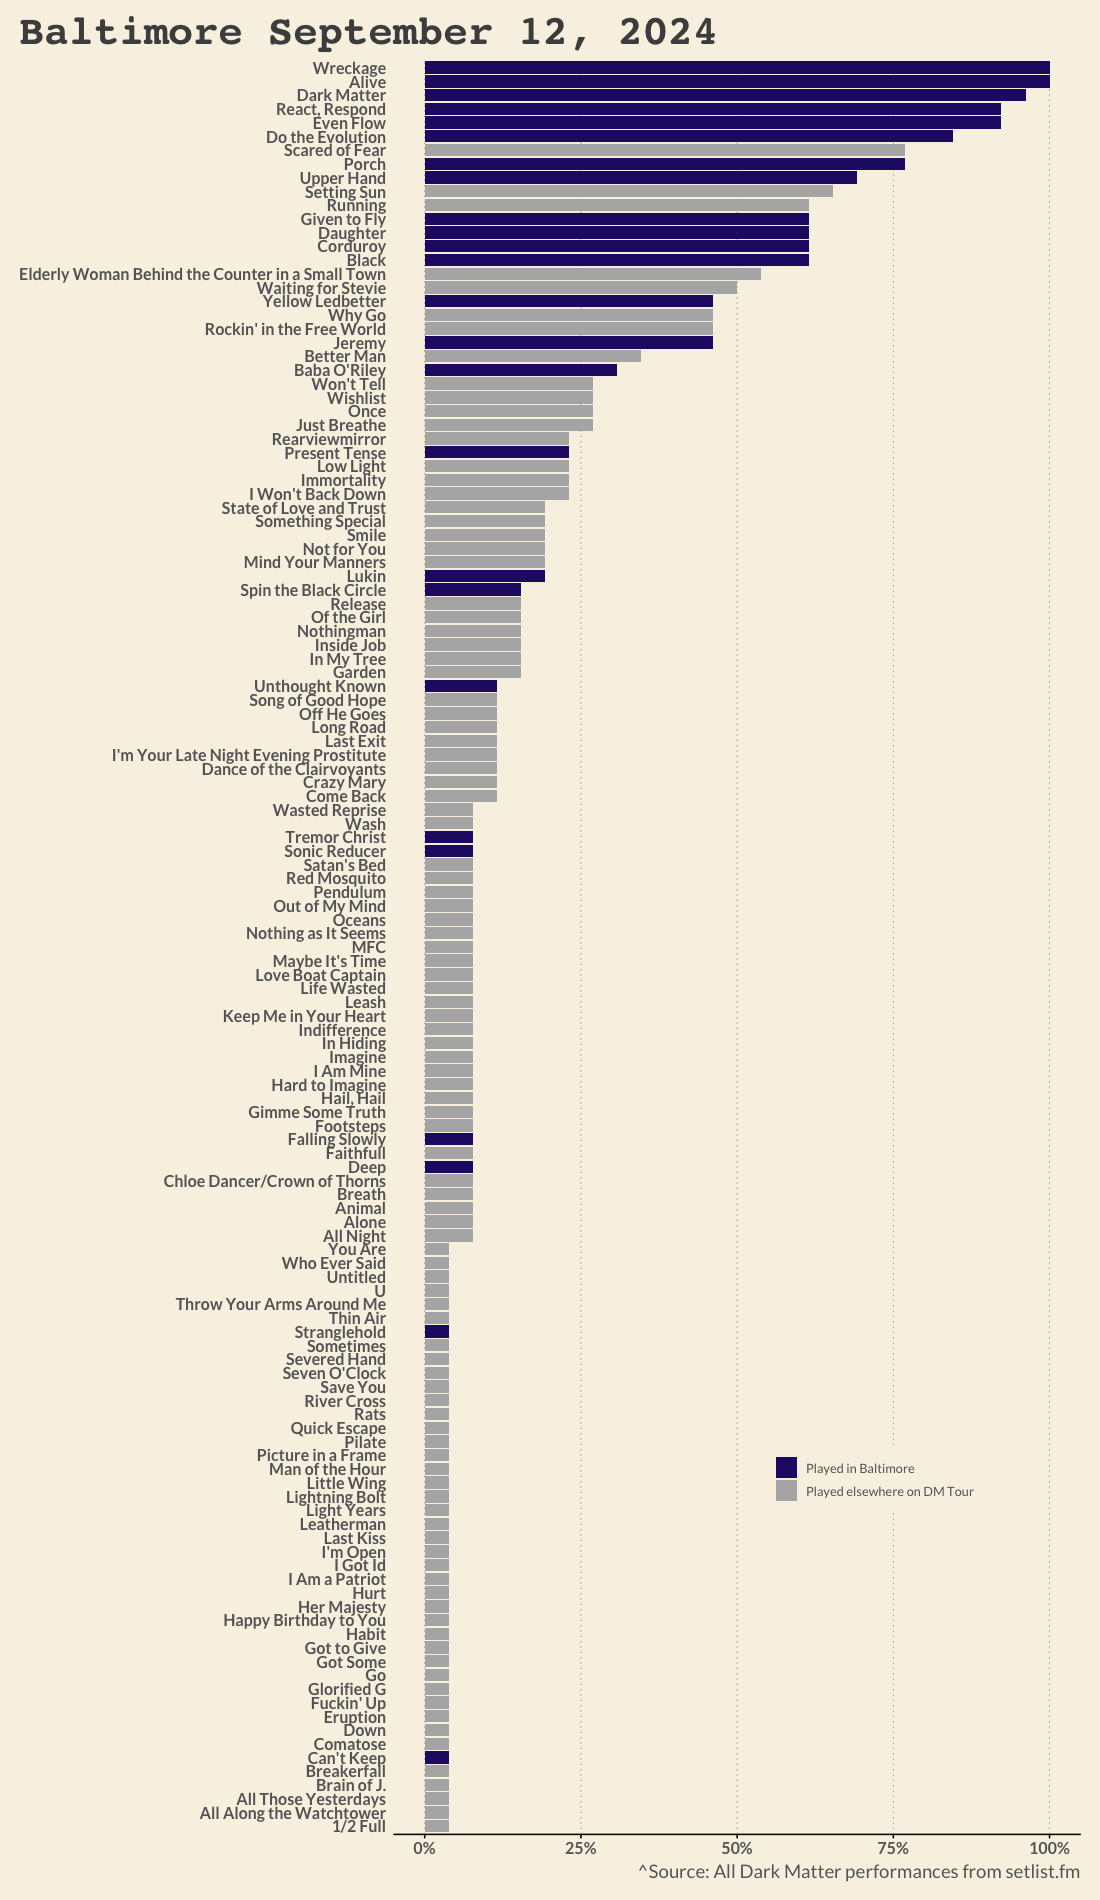 Baltimore September 12, 2024
Wreckage
Alive
Dark Matter
React, Respond
Even Flow
Do the Evolution
Scared of Fear
Porch
Upper Hand
Setting Sun
Running
Given to Fly
Daughter
Corduroy
Black
Elderly Woman Behind the Counter in a Small Town
Waiting for Stevie
Yellow Ledbetter
Why Go
Rockin' in the Free World
Jeremy
Better Man
Baba O'Riley
Won't Tell
Wishlist
Once
Just Breathe
Rearviewmirror
Present Tense
Low Light
Immortality
I Won't Back Down
State of Love and Trust
Something Special
Smile
Not for You
Mind Your Manners
Lukin
Spin the Black Circle
Release
Of the Girl
Nothingman
Inside Job
In My Tree
Garden
Unthought Known
Song of Good Hope
Off He Goes
Long Road
Last Exit
I'm Your Late Night Evening Prostitute
Dance of the Clairvoyants
Crazy Mary
Come Back
Wasted Reprise
Wash
Tremor Christ
Sonic Reducer
Satan's Bed
Red Mosquito
Pendulum
Out of My Mind
Oceans
Nothing as It Seems
MFC
Maybe It's Time
Love Boat Captain
Life Wasted
Leash
Keep Me in Your Heart
Indifference
In Hiding
Imagine
I Am Mine
Hard to Imagine
Hail, Hail
Gimme Some Truth
Footsteps
Falling Slowly
Faithfull
Deep
Chloe Dancer/Crown of Thorns
Breath
Animal
Alone
All Night
You Are
Who Ever Said
Untitled
U
Throw Your Arms Around Me
Thin Air
Stranglehold
Sometimes
Severed Hand
Seven O'Clock
Save You
River Cross
Rats
Quick Escape
Pilate
Picture in a Frame
Man of the Hour
Little Wing
Lightning Bolt
Light Years
Leatherman
Last Kiss
I'm Open
I Got Id
I Am a Patriot
Hurt
Her Majesty
Happy Birthday to You
Habit
Got to Give
Got Some
Go
Glorified G
Fuckin' Up
Eruption
Down
Comatose
Can't Keep
Breakerfall
Brain of J.
All Those Yesterdays
All Along the Watchtower
1/2 Full
Played in Baltimore
Played elsewhere on DM Tour
0% 25% 50% 75% 100%
^Source: All Dark Matter performances from setlist.fm